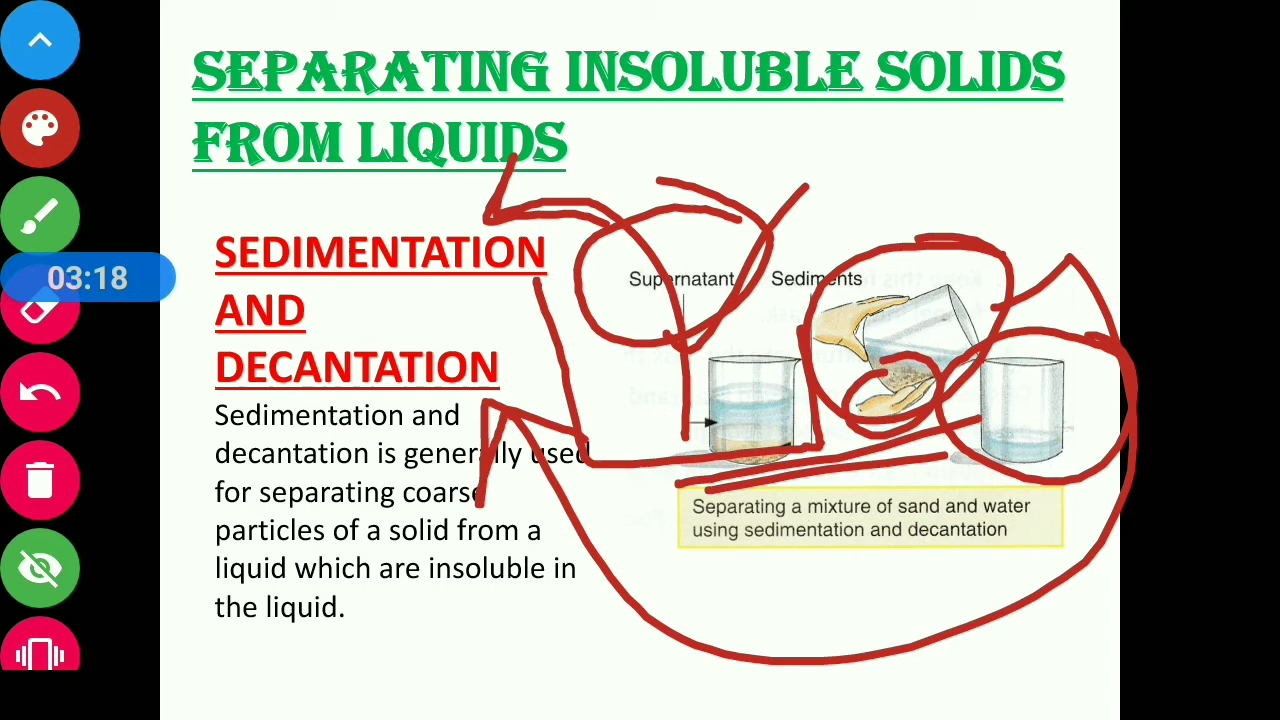 SEPARATING INSOLUBLE SOLIDS
FROM LIQUIDS
03:18
SEDIMENTATION
AND
DECANTATION
Sedimentation and
decantation is generally used
for separating coarse
particles of a solid from a
liquid which are insoluble in
the liquid.
Supernatant Sediments
Separating a mixture of sand and water
using sedimentation and decantation